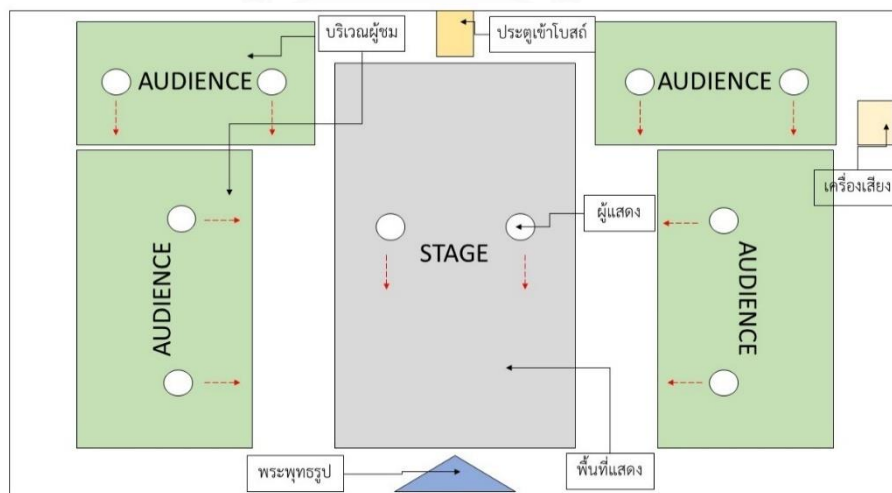 บริเวณผู้ชม
ประตูเข้าโบสถ์
AUDIENCE
AUDIENCE
เครื่องเสียง
ผู้แสดง
STAGE
AUDIENCE
AUDIENCE
พระพุทธรูป
พื้นที่แสดง